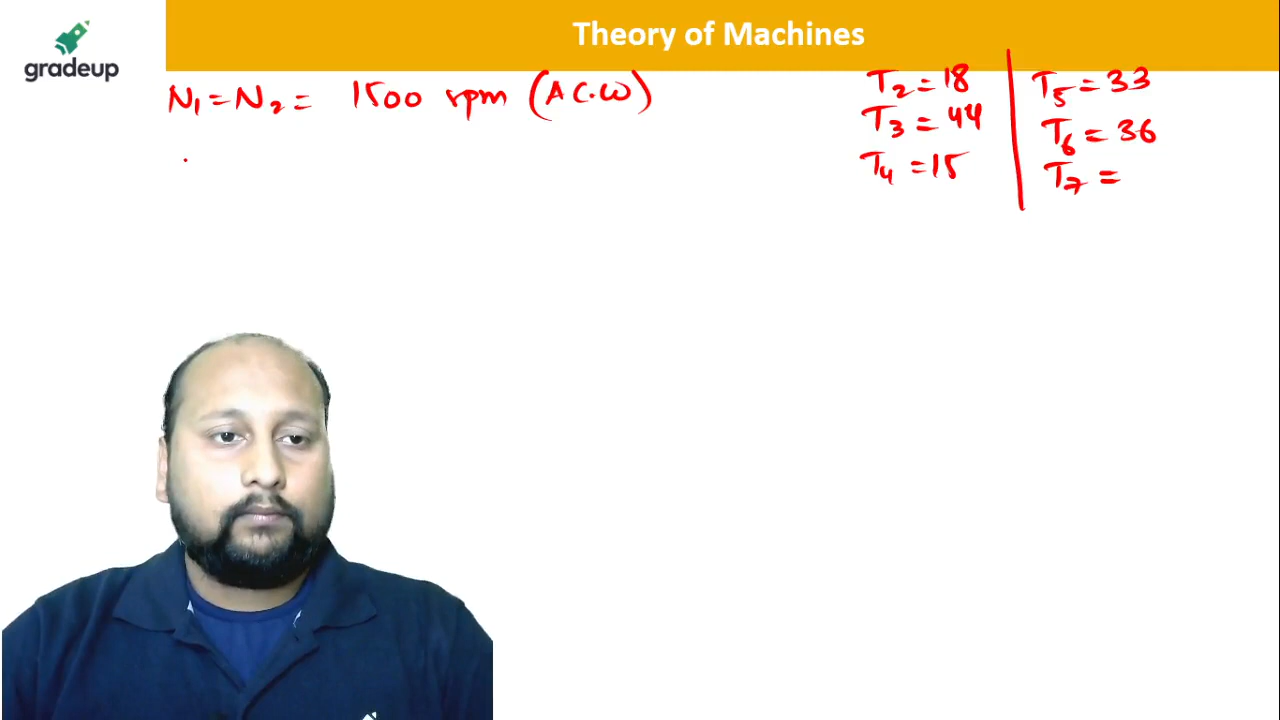 gradeup
Theory of Machines
N1 = N2 = 1500 rpm (A C.W)
T2 = 18
T3 = 44
T4 = 15
T5 = 33
T6 = 36
T7 =